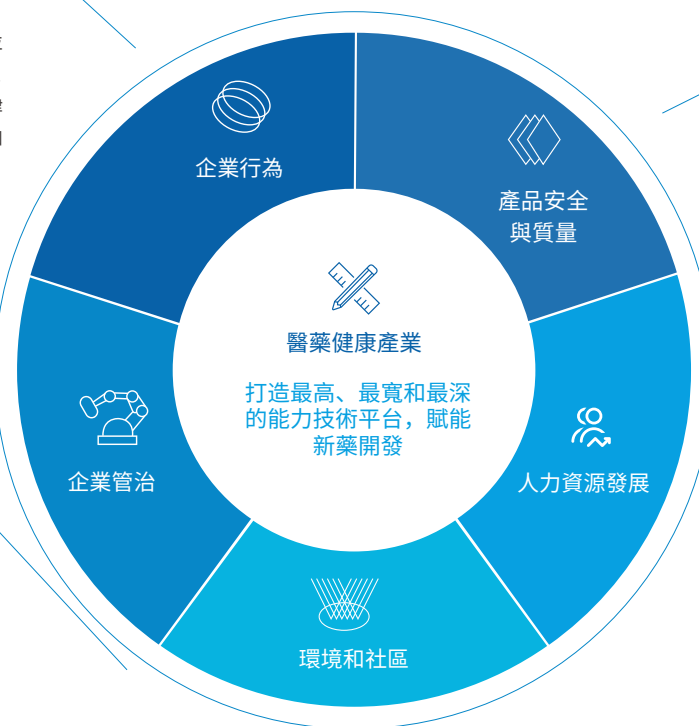 企業行為
產品安全
與質量
醫藥健康產業
打造最高、最寬和最深
的能力技術平台，賦能
新藥開發
企業管治
人力資源發展
環境和社區